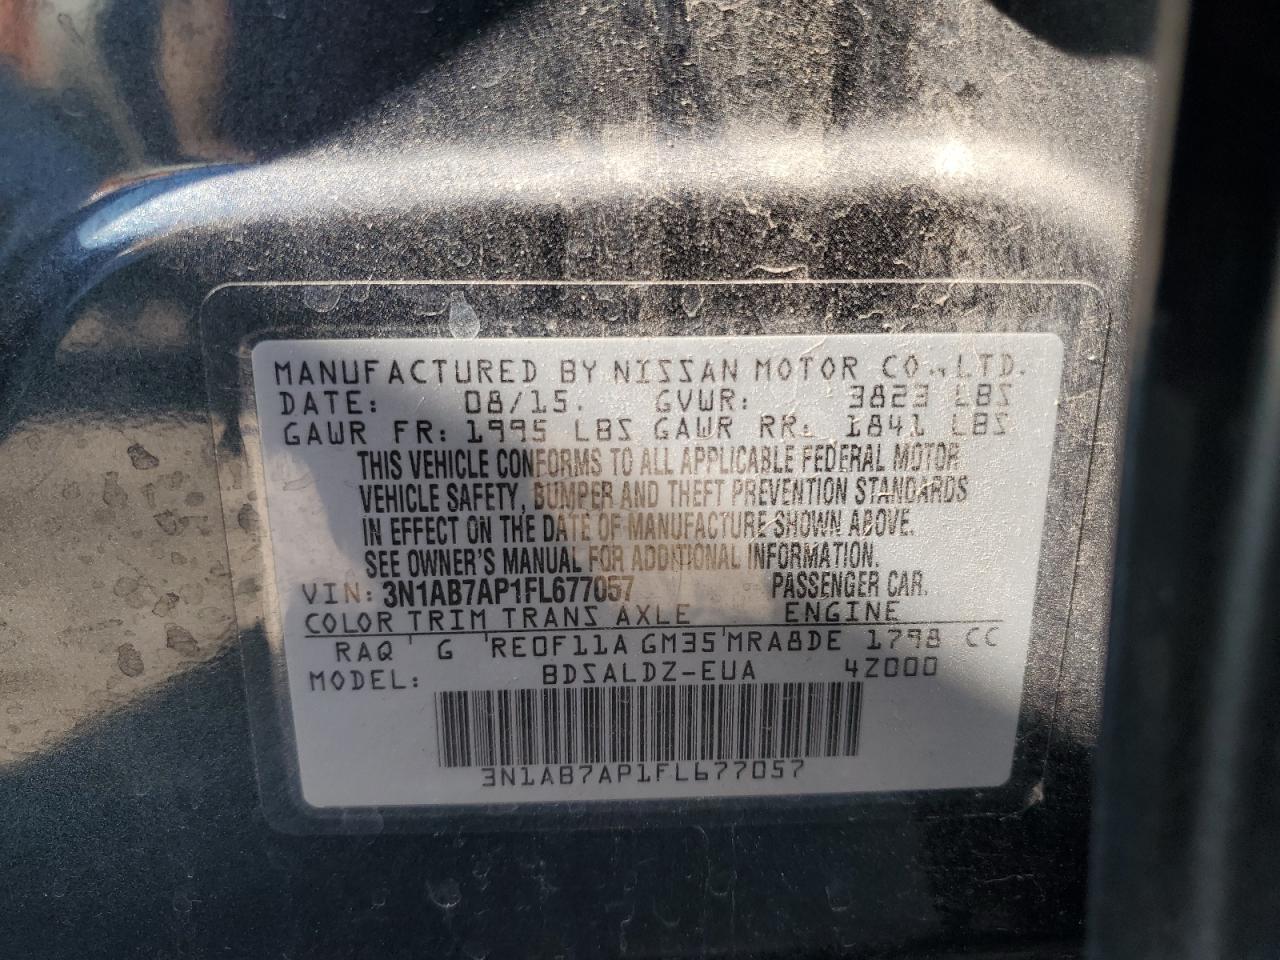 MANUFACTURED BY NISSAN MOTOR CO., LTD.
DATE: 08/15. GVWR: 3823 LBS
GAWR FR: 1995 LBS GAWR RR: 1841 LBS
THIS VEHICLE CONFORMS TO ALL APPLICABLE FEDERAL MOTOR
VEHICLE SAFETY, BUMPER AND THEFT PREVENTION STANDARDS
IN EFFECT ON THE DATE OF MANUFACTURE SHOWN ABOVE.
SEE OWNER'S MANUAL FOR ADDITIONAL INFORMATION.
VIN: 3N1AB7AP1FL677057 PASSENGER CAR.
COLOR TRIM TRANS AXLE ENGINE
RAQ G RE0F11A GM35 MRA8DE 1798 CC
MODEL: BDSALDZ-EUA 4Z000
3N1AB7AP1FL677057